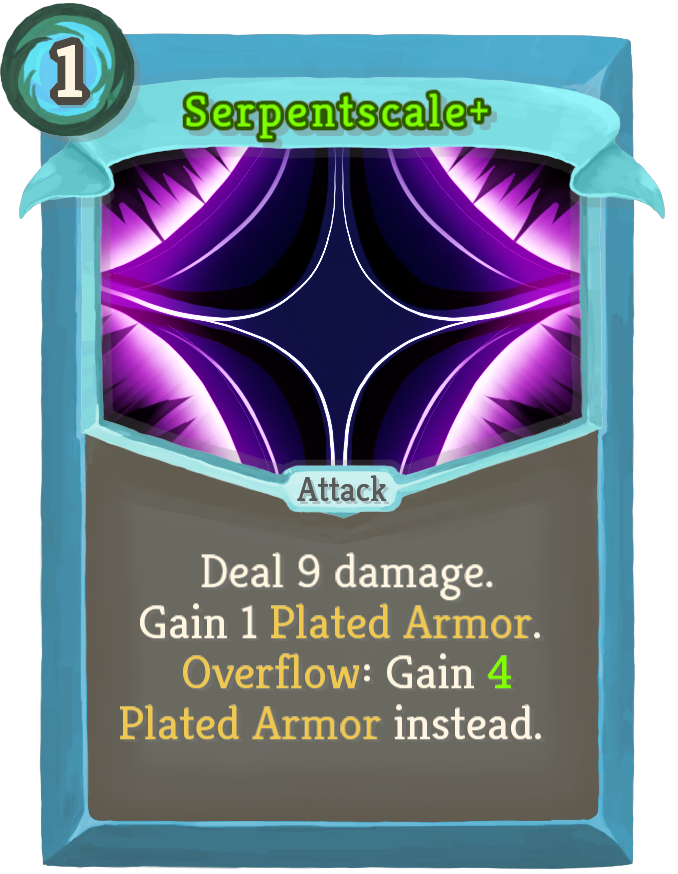 1
Serpentscale+
Attack
Deal 9 damage.
Gain 1 Plated Armor.
Overflow: Gain 4
Plated Armor instead.